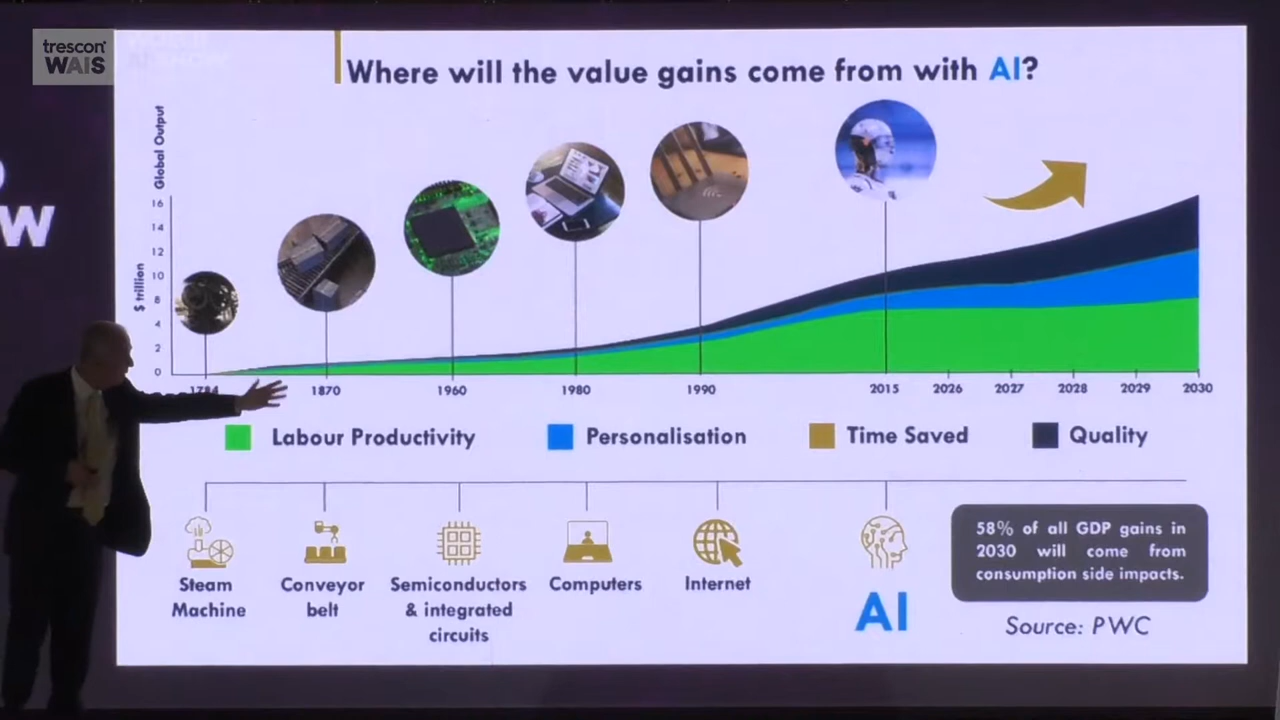 trescon
WAIS
W
Where will the value gains come from with AI?
Global Output
$ trillion
16
14
12
10
8
6
4
2
0
1784
1870
1960
1980
1990
2015
2026
2027
2028
2029
2030
Labour Productivity
Personalisation
Time Saved
Quality
Steam
Machine
Conveyor
belt
Semiconductors
& integrated
circuits
Computers
Internet
AI
58% of all GDP gains in
2030 will come from
consumption side impacts.
Source: PWC